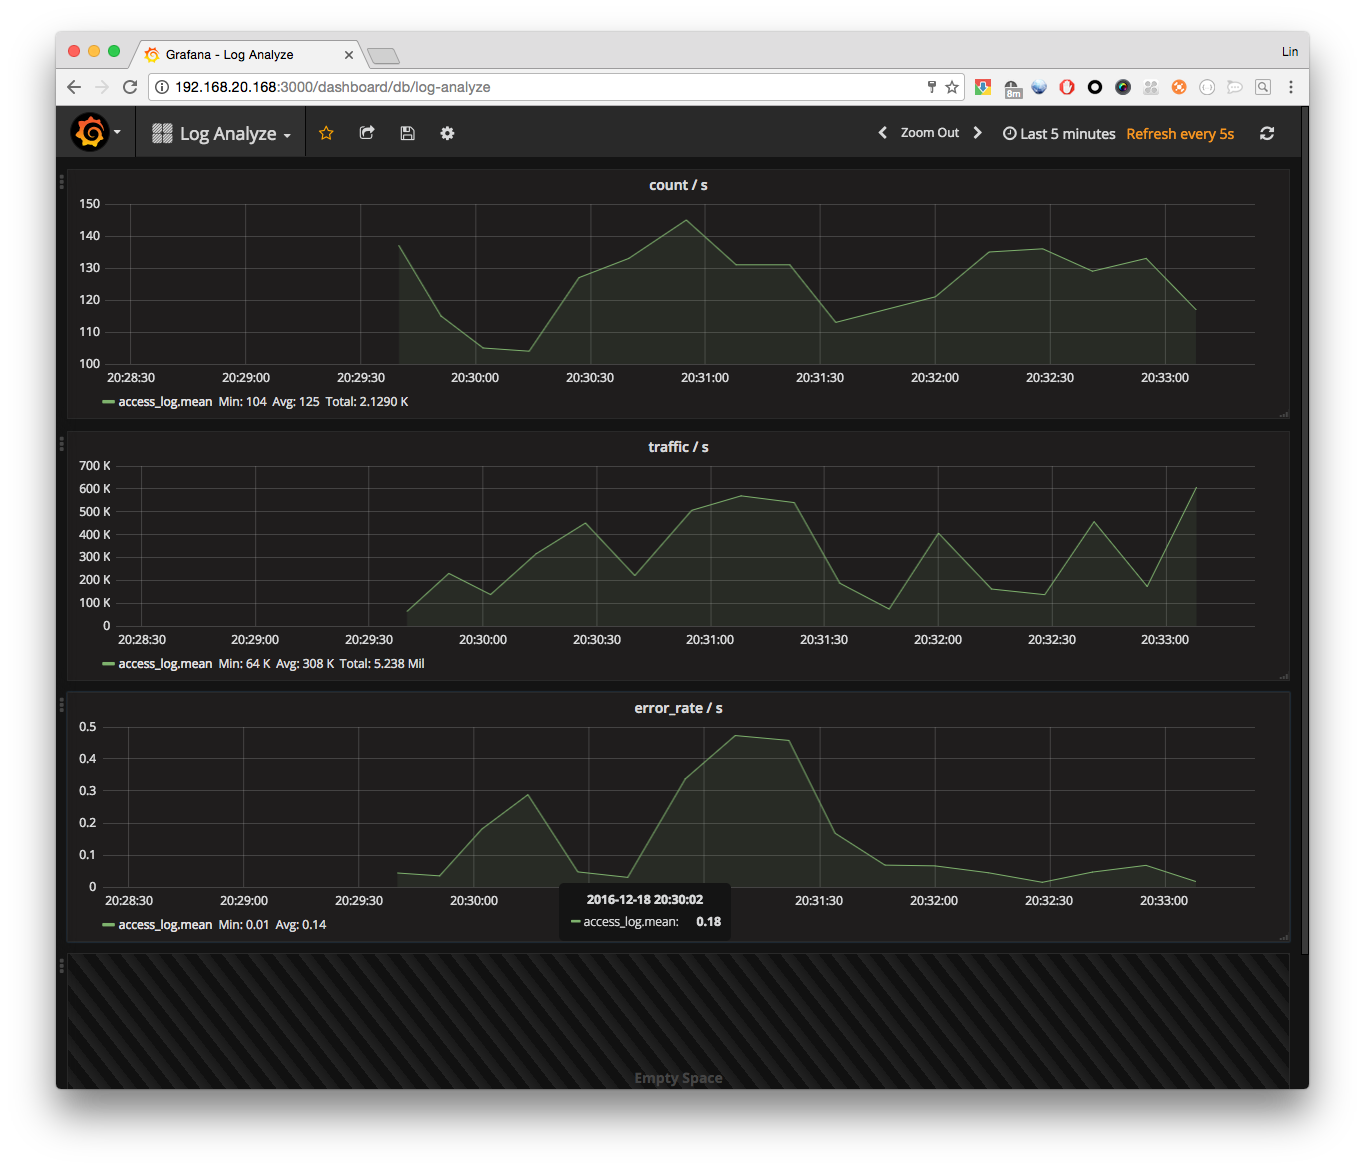 Grafana - Log Analyze
Lin
192.168.20.168:3000/dashboard/db/log-analyze
8m
Log Analyze
Zoom Out
Last 5 minutes
Refresh every 5s
count / s
150
140
130
120
110
100
20:28:30 20:29:00 20:29:30 20:30:00 20:30:30 20:31:00 20:31:30 20:32:00 20:32:30 20:33:00
access_log.mean Min: 104 Avg: 125 Total: 2.1290 K
traffic / s
700 K
600 K
500 K
400 K
300 K
200 K
100 K
0
20:28:30 20:29:00 20:29:30 20:30:00 20:30:30 20:31:00 20:31:30 20:32:00 20:32:30 20:33:00
access_log.mean Min: 64 K Avg: 308 K Total: 5.238 Mil
error_rate / s
0.5
0.4
0.3
0.2
0.1
0
20:28:30 20:29:00 20:29:30 20:30:00 20:31:30 20:32:00 20:32:30 20:33:00
2016-12-18 20:30:02
access_log.mean: 0.18
access_log.mean Min: 0.01 Avg: 0.14
Empty Space